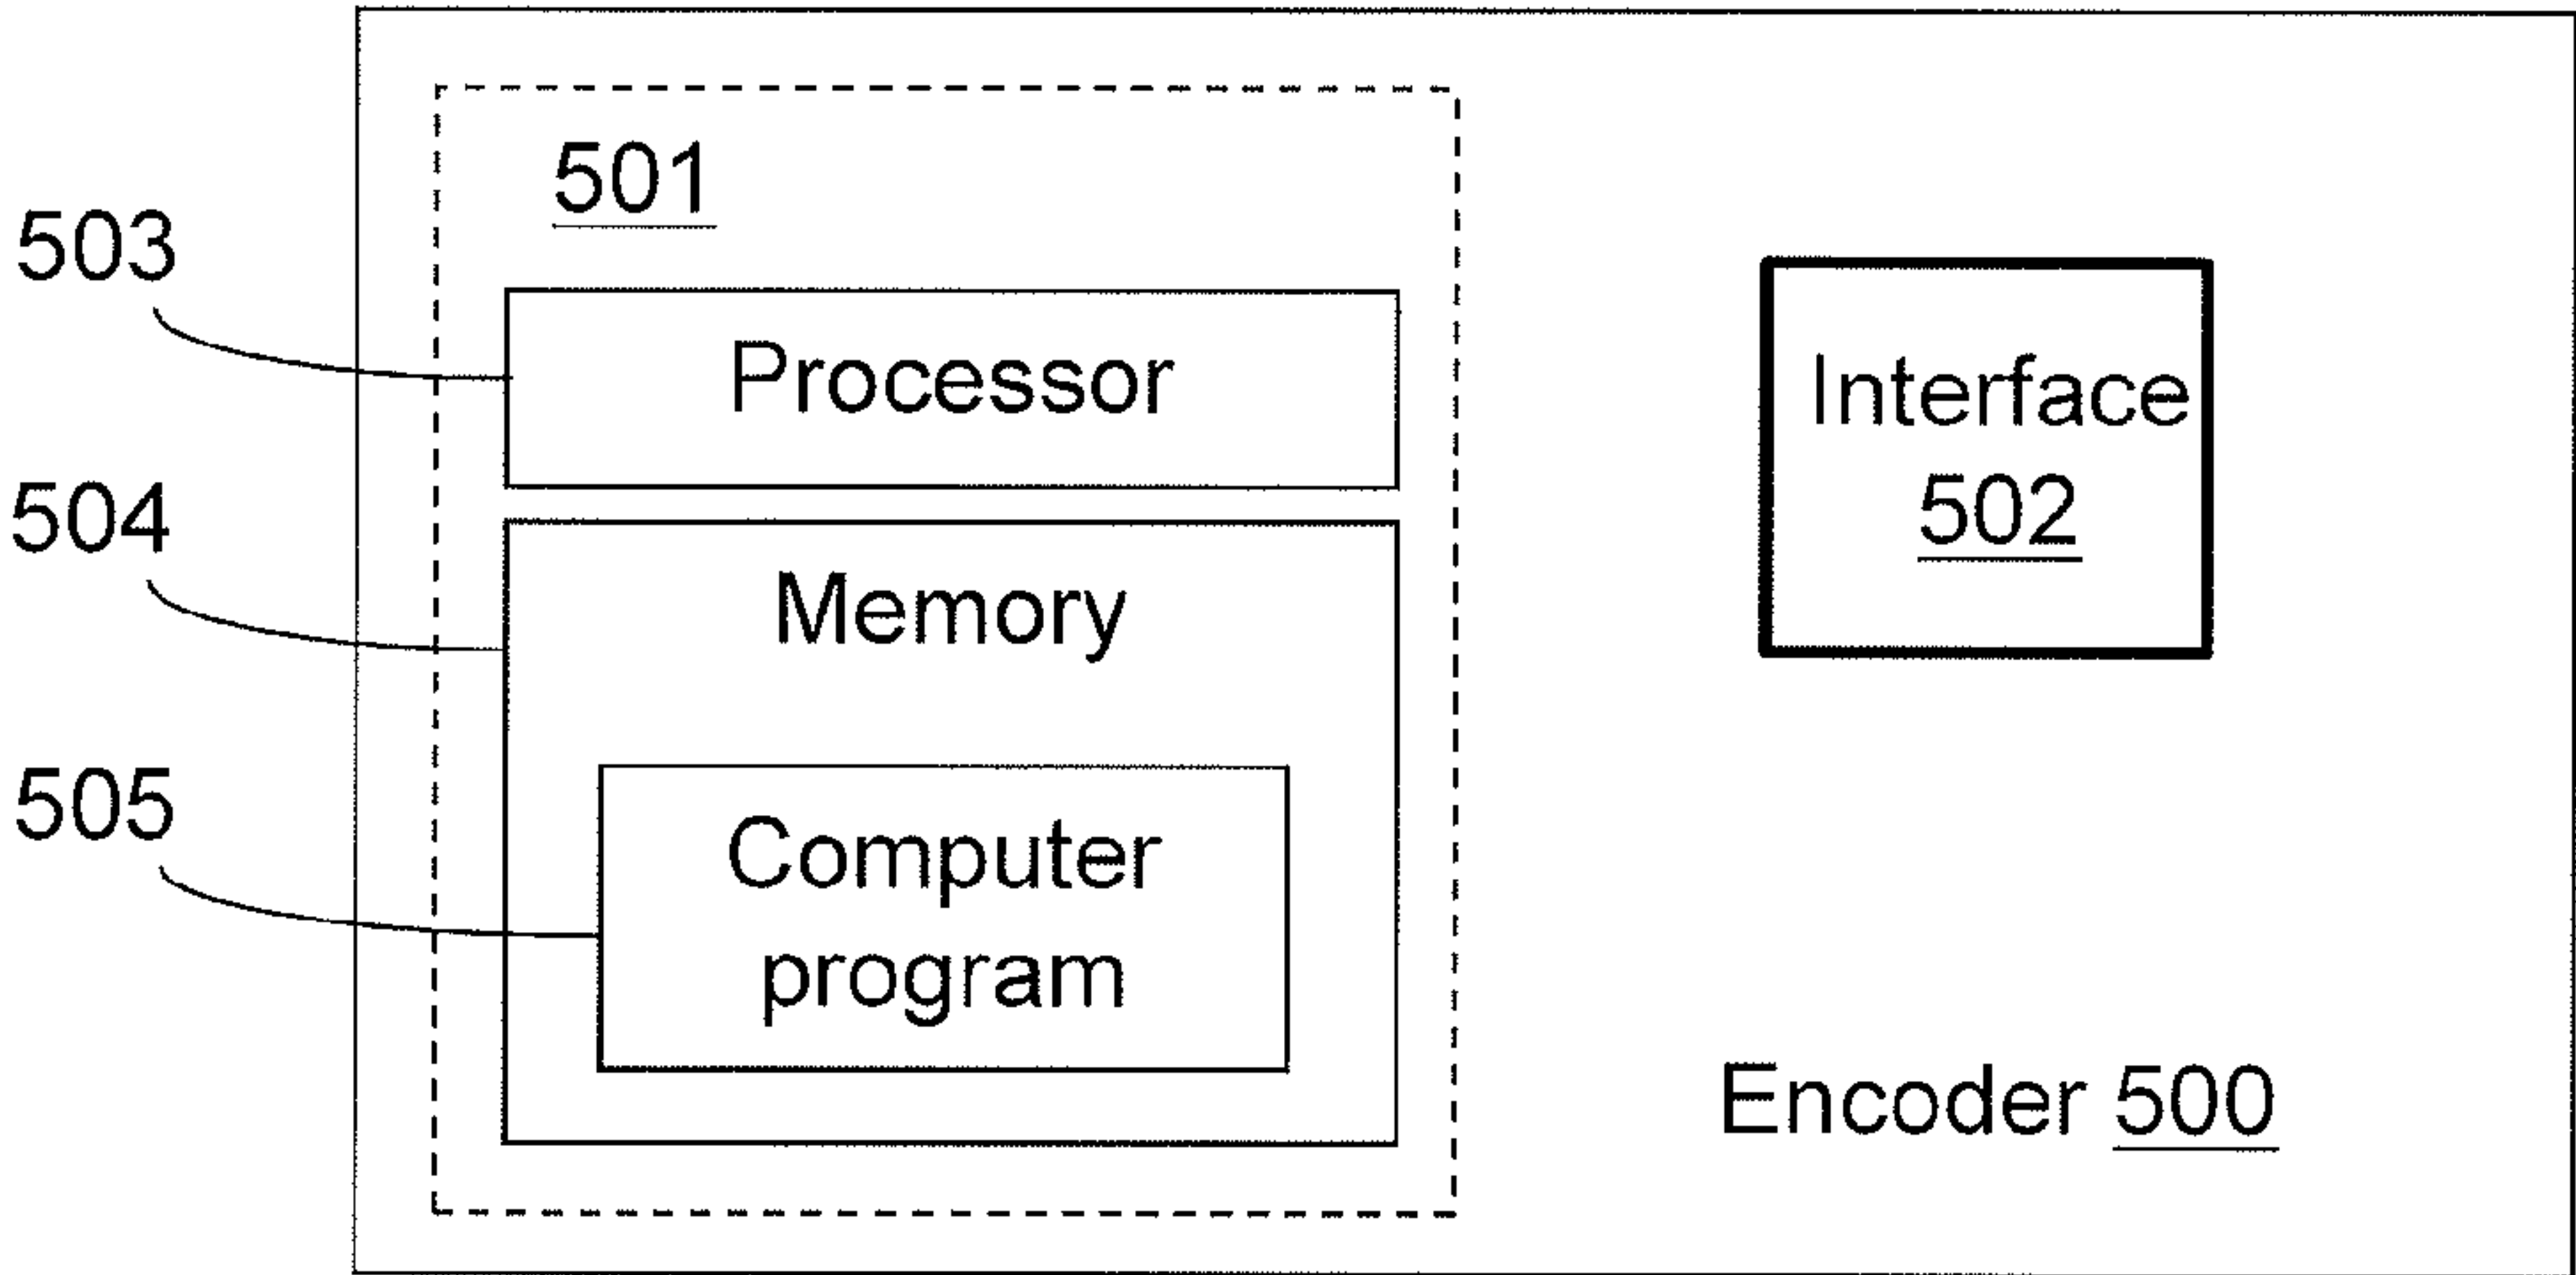 501
503
Processor
Interface
502
504
Memory
505
Computer
program
Encoder 500